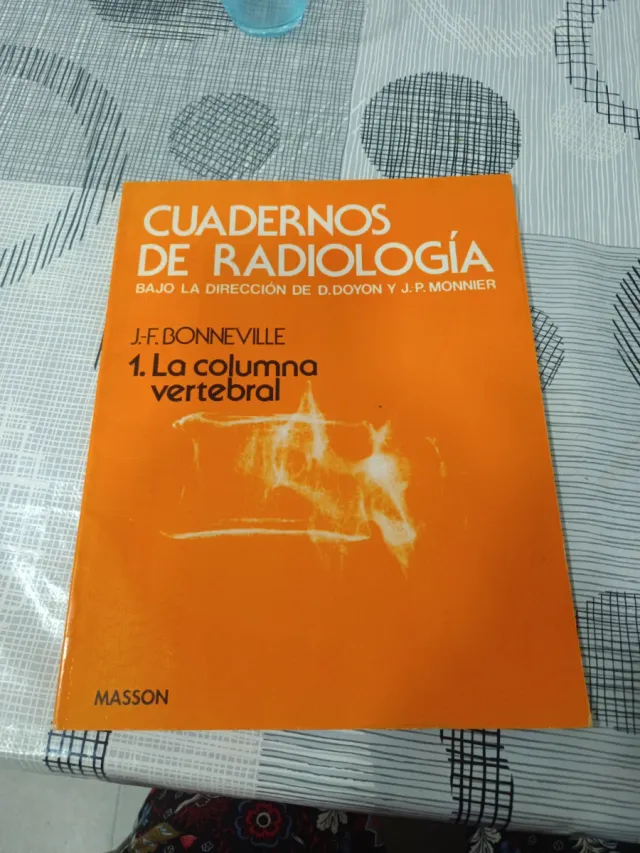 CUADERNOS
DE RADIOLOGÍA
BAJO LA DIRECCIÓN DE D.DOYON Y J.-P. MONNIER
J.-F. BONNEVILLE
1. La columna
vertebral
MASSON